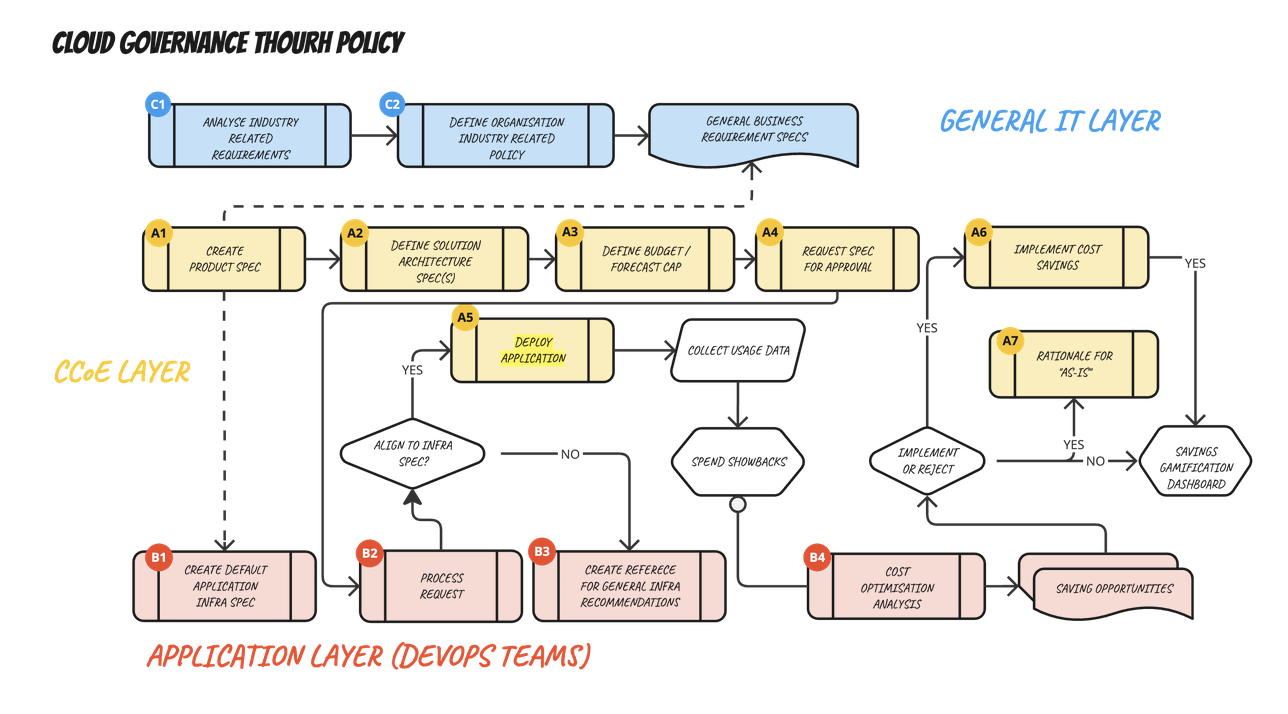 CLOUD GOVERNANCE THOURH POLICY
C1
ANALYSE INDUSTRY
RELATED
REQUIREMENTS
C2
DEFINE ORGANISATION
INDUSTRY RELATED
POLICY
GENERAL BUSINESS
REQUIREMENT SPECS
GENERAL IT LAYER
A1
CREATE
PRODUCT SPEC
A2
DEFINE SOLUTION
ARCHITECTURE
SPEC(S)
A3
DEFINE BUDGET /
FORECAST CAP
A4
REQUEST SPEC
FOR APPROVAL
A6
IMPLEMENT COST
SAVINGS
YES
CCoE LAYER
YES
A5
DEPLOY
APPLICATION
COLLECT USAGE DATA
YES
A7
RATIONALE FOR
"AS-IS"
ALIGN TO INFRA
SPEC?
NO
SPEND SHOWBACKS
IMPLEMENT
OR REJECT
YES
NO
SAVINGS
GAMIFICATION
DASHBOARD
B1
CREATE DEFAULT
APPLICATION
INFRA SPEC
B2
PROCESS
REQUEST
B3
CREATE REFERECE
FOR GENERAL INFRA
RECOMMENDATIONS
B4
COST
OPTIMISATION
ANALYSIS
SAVING OPPORTUNITIES
APPLICATION LAYER (DEVOPS TEAMS)